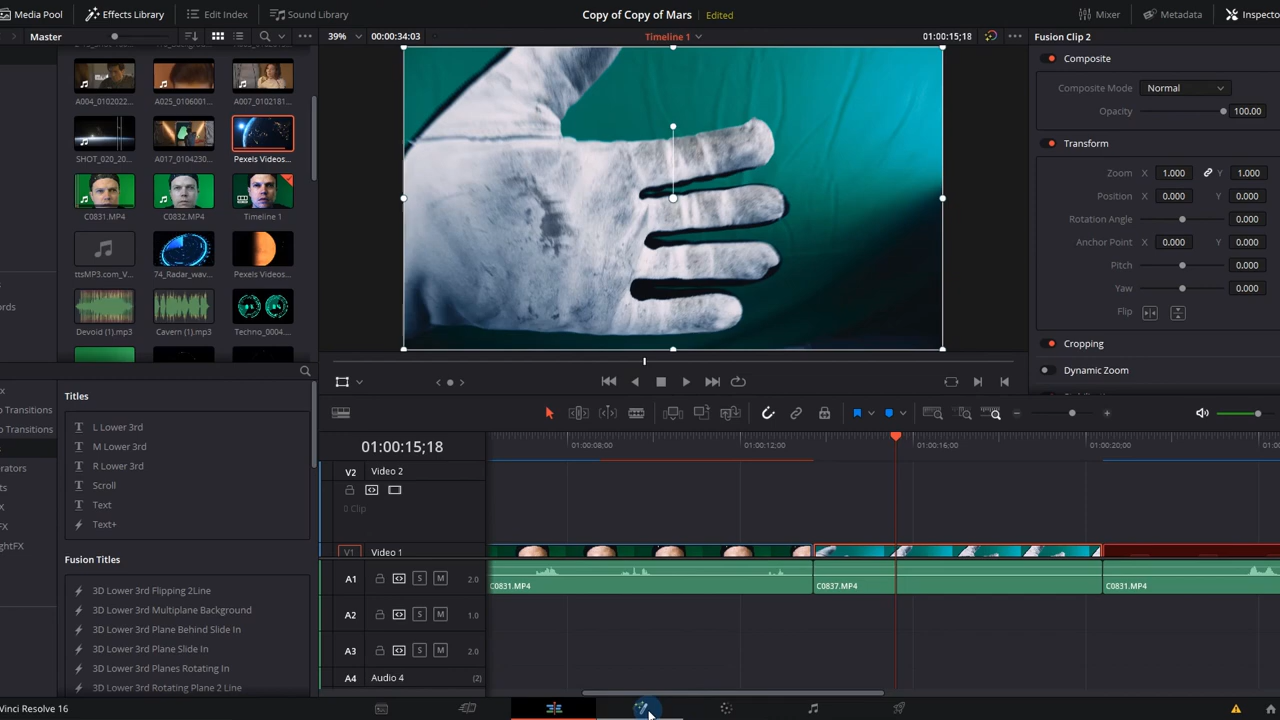 Media Pool
Effects Library
Edit Index
Sound Library
Copy of Copy of Mars
Edited
Mixer
Metadata
Inspecto
Master
39%
00:00:34:03
Timeline 1
01:00:15;18
Fusion Clip 2
A004_0102022...
A025_0106001...
A007_0102181...
SHOT_020_20...
A017_0104230...
Pexels Videos...
C0831.MP4
C0832.MP4
Timeline 1
ttsMP3.com_V...
74_Radar_wav...
Pexels Videos...
Devoid (1).mp3
Cavern (1).mp3
Techno_0004...
ords
Composite
Composite Mode
Normal
Opacity
100.00
Transform
Zoom X 1.000 Y 1.000
Position X 0.000 Y 0.000
Rotation Angle 0.000
Anchor Point X 0.000 Y 0.000
Pitch 0.000
Yaw 0.000
Flip
Cropping
Dynamic Zoom
X
o Transitions
o Transitions
s
erators
ts
X
FX
ghtFX
Titles
L Lower 3rd
M Lower 3rd
R Lower 3rd
Scroll
Text
Text+
Fusion Titles
3D Lower 3rd Flipping 2Line
3D Lower 3rd Multiplane Background
3D Lower 3rd Plane Behind Slide In
3D Lower 3rd Plane Slide In
3D Lower 3rd Planes Rotating In
3D Lower 3rd Rotating Plane 2 Line
01:00:15;18
01:00:08;00
01:00:12;00
01:00:16;00
01:00:20;00
V2 Video 2
0 Clip
V1 Video 1
A1 S M 2.0
C0831.MP4
C0837.MP4
C0831.MP4
A2 S M 1.0
A3 S M 2.0
A4 Audio 4 (2)
Vinci Resolve 16